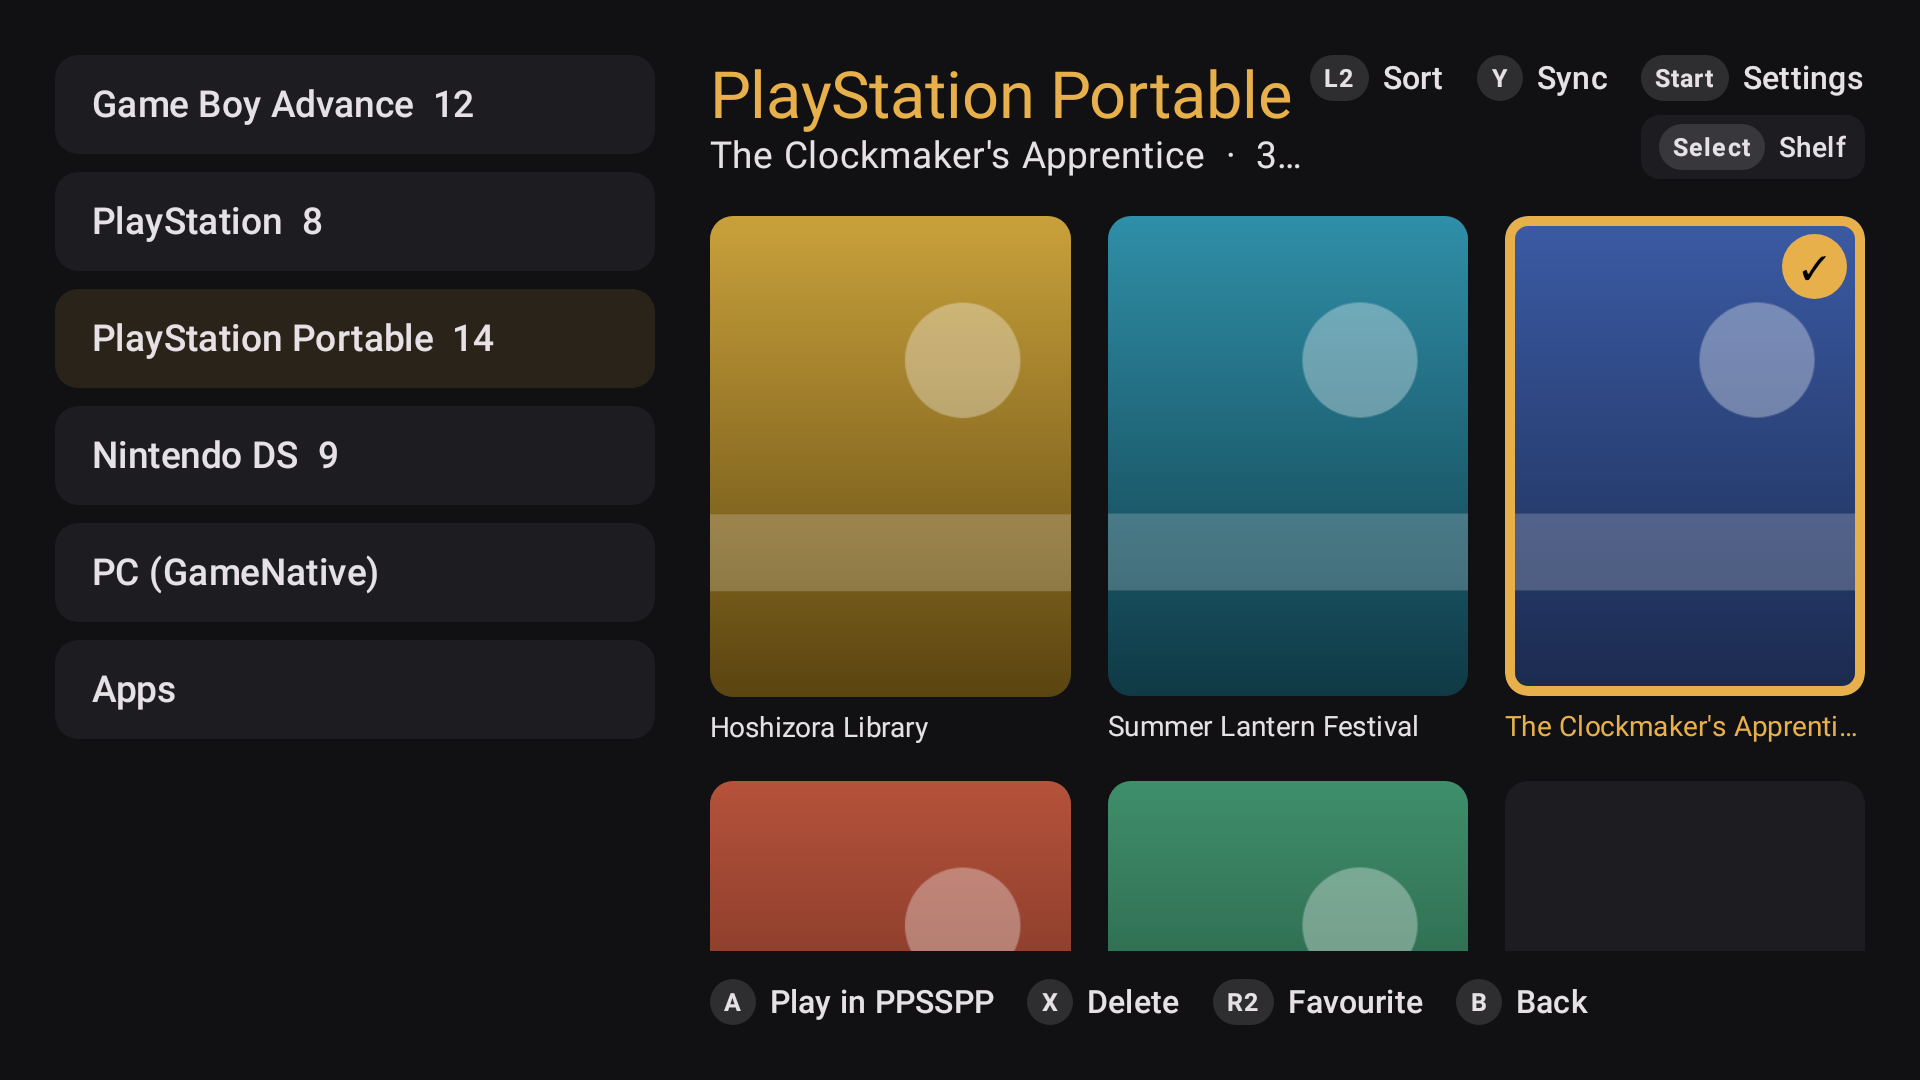 Game Boy Advance 12
PlayStation 8
PlayStation Portable 14
Nintendo DS 9
PC (GameNative)
Apps
PlayStation Portable
The Clockmaker's Apprentice · 3...
L2 Sort Y Sync Start Settings
Select Shelf
✓
Hoshizora Library
Summer Lantern Festival
The Clockmaker's Apprenti...
A Play in PPSSPP X Delete R2 Favourite B Back